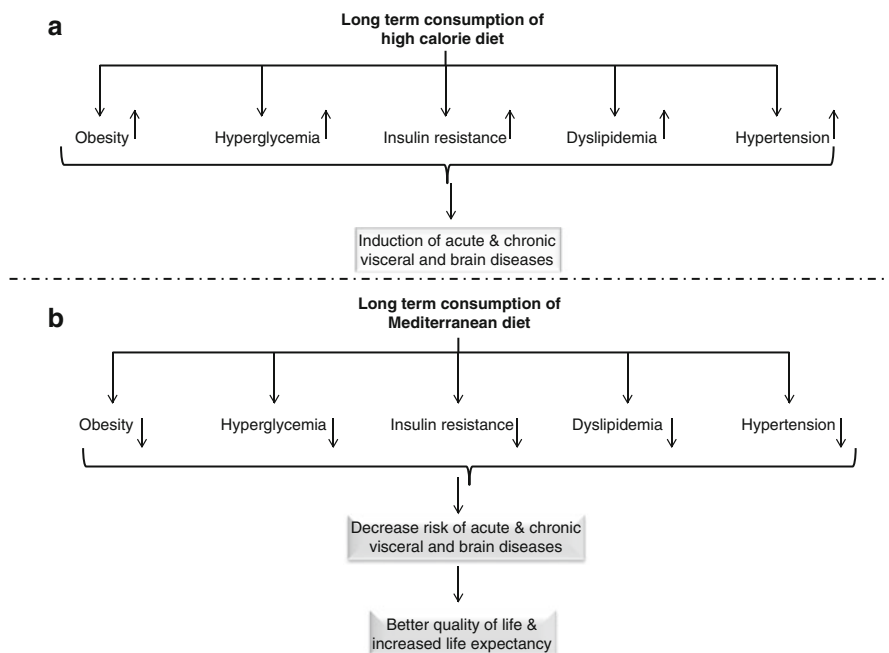 a
Long term consumption of
high calorie diet
Obesity Hyperglycemia Insulin resistance Dyslipidemia Hypertension
Induction of acute & chronic
visceral and brain diseases
b
Long term consumption of
Mediterranean diet
Obesity Hyperglycemia Insulin resistance Dyslipidemia Hypertension
Decrease risk of acute & chronic
visceral and brain diseases
Better quality of life &
increased life expectancy